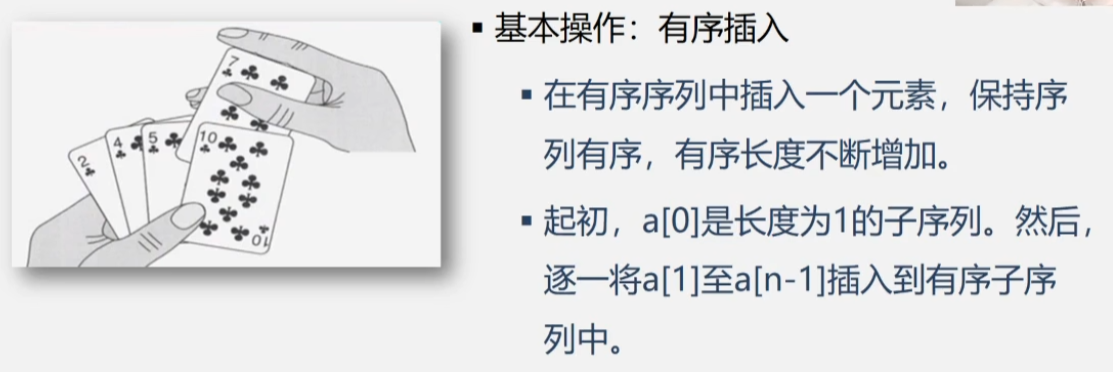 2
4
5
7
10
10
▪ 基本操作：有序插入
▪ 在有序序列中插入一个元素，保持序
列有序，有序长度不断增加。
▪ 起初，a[0]是长度为1的子序列。然后，
逐一将a[1]至a[n-1]插入到有序子序
列中。